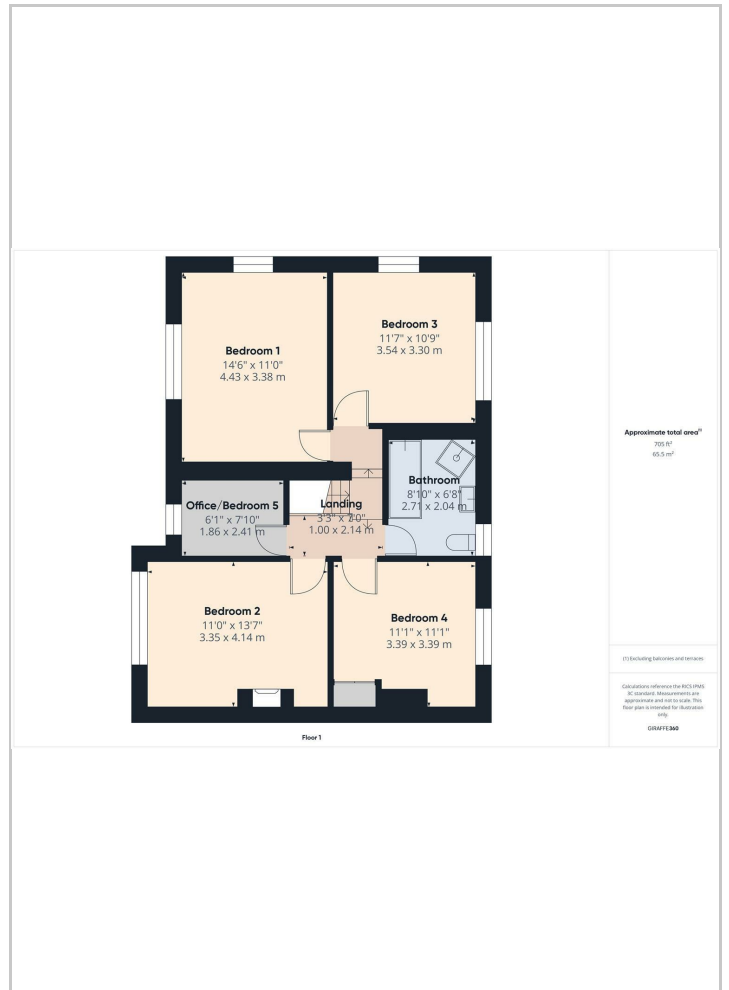 Bedroom 1
14'6" x 11'0"
4.43 x 3.38 m
Bedroom 3
11'7" x 10'9"
3.54 x 3.30 m
Bathroom
8'10" x 6'8"
2.71 x 2.04 m
Office/Bedroom 5
6'1" x 7'10"
1.86 x 2.41 m
Landing
3'3" x 7'0"
1.00 x 2.14 m
Bedroom 2
11'0" x 13'7"
3.35 x 4.14 m
Bedroom 4
11'1" x 11'1"
3.39 x 3.39 m
Floor 1
Approximate total area⁽¹⁾
705 ft²
65.5 m²
(1) Excluding balconies and terraces
Calculations reference the RICS IPMS
3C standard. Measurements are
approximate and not to scale. This
floor plan is intended for illustration
only.
GIRAFFE360